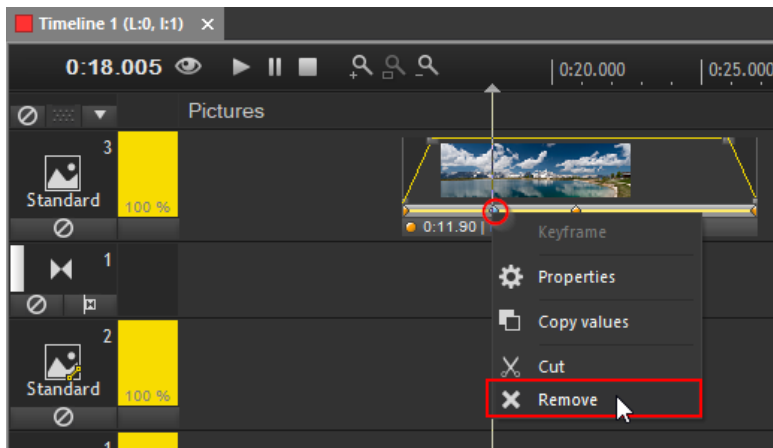 Timeline 1 (L:0, I:1)
0:18.005
0:20.000
0:25.000
Pictures
3
Standard
100 %
0:11.90
Keyframe
Properties
1
Copy values
2
Cut
Standard
100 %
Remove
1